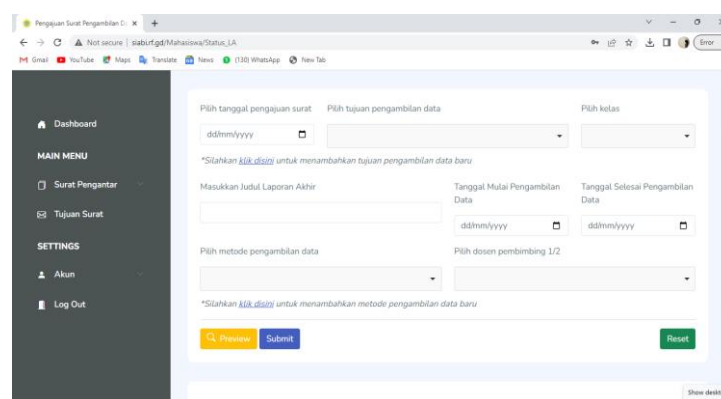 Pengajuan Surat Pengambilan D
Not secure | siabirf.gd/Mahasiswa/Status_LA
Error
Gmail YouTube Maps Translate News (130) WhatsApp New Tab
Dashboard
MAIN MENU
Surat Pengantar
Tujuan Surat
SETTINGS
Akun
Log Out
Pilih tanggal pengajuan surat Pilih tujuan pengambilan data Pilih kelas
dd/mm/yyyy
*Silahkan klik disini untuk menambahkan tujuan pengambilan data baru
Masukkan Judul Laporan Akhir Tanggal Mulai Pengambilan Data Tanggal Selesai Pengambilan Data
dd/mm/yyyy dd/mm/yyyy
Pilih metode pengambilan data Pilih dosen pembimbing 1/2
*Silahkan klik disini untuk menambahkan metode pengambilan data baru
Preview Submit Reset
Show deskt